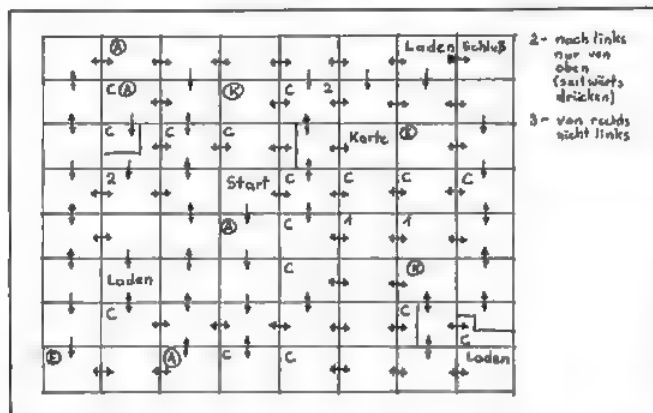 Ⓐ Laden Schluß
C Ⓐ Ⓚ C 2
C C C Karte Ⓔ
2 Start C C C C
Ⓐ C 1 1
C Ⓚ
Laden
C C
Ⓔ Ⓐ C C Laden
2- nach links
nur von
oben
(seitwärts
drücken)
3- von rechts
nicht links